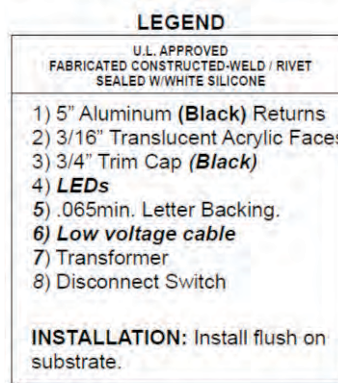 LEGEND
U.L. APPROVED
FABRICATED CONSTRUCTED-WELD / RIVET
SEALED W/WHITE SILICONE
1) 5” Aluminum (Black) Returns
2) 3/16” Translucent Acrylic Faces
3) 3/4” Trim Cap (Black)
4) LEDs
5) .065min. Letter Backing.
6) Low voltage cable
7) Transformer
8) Disconnect Switch
INSTALLATION: Install flush on
substrate.